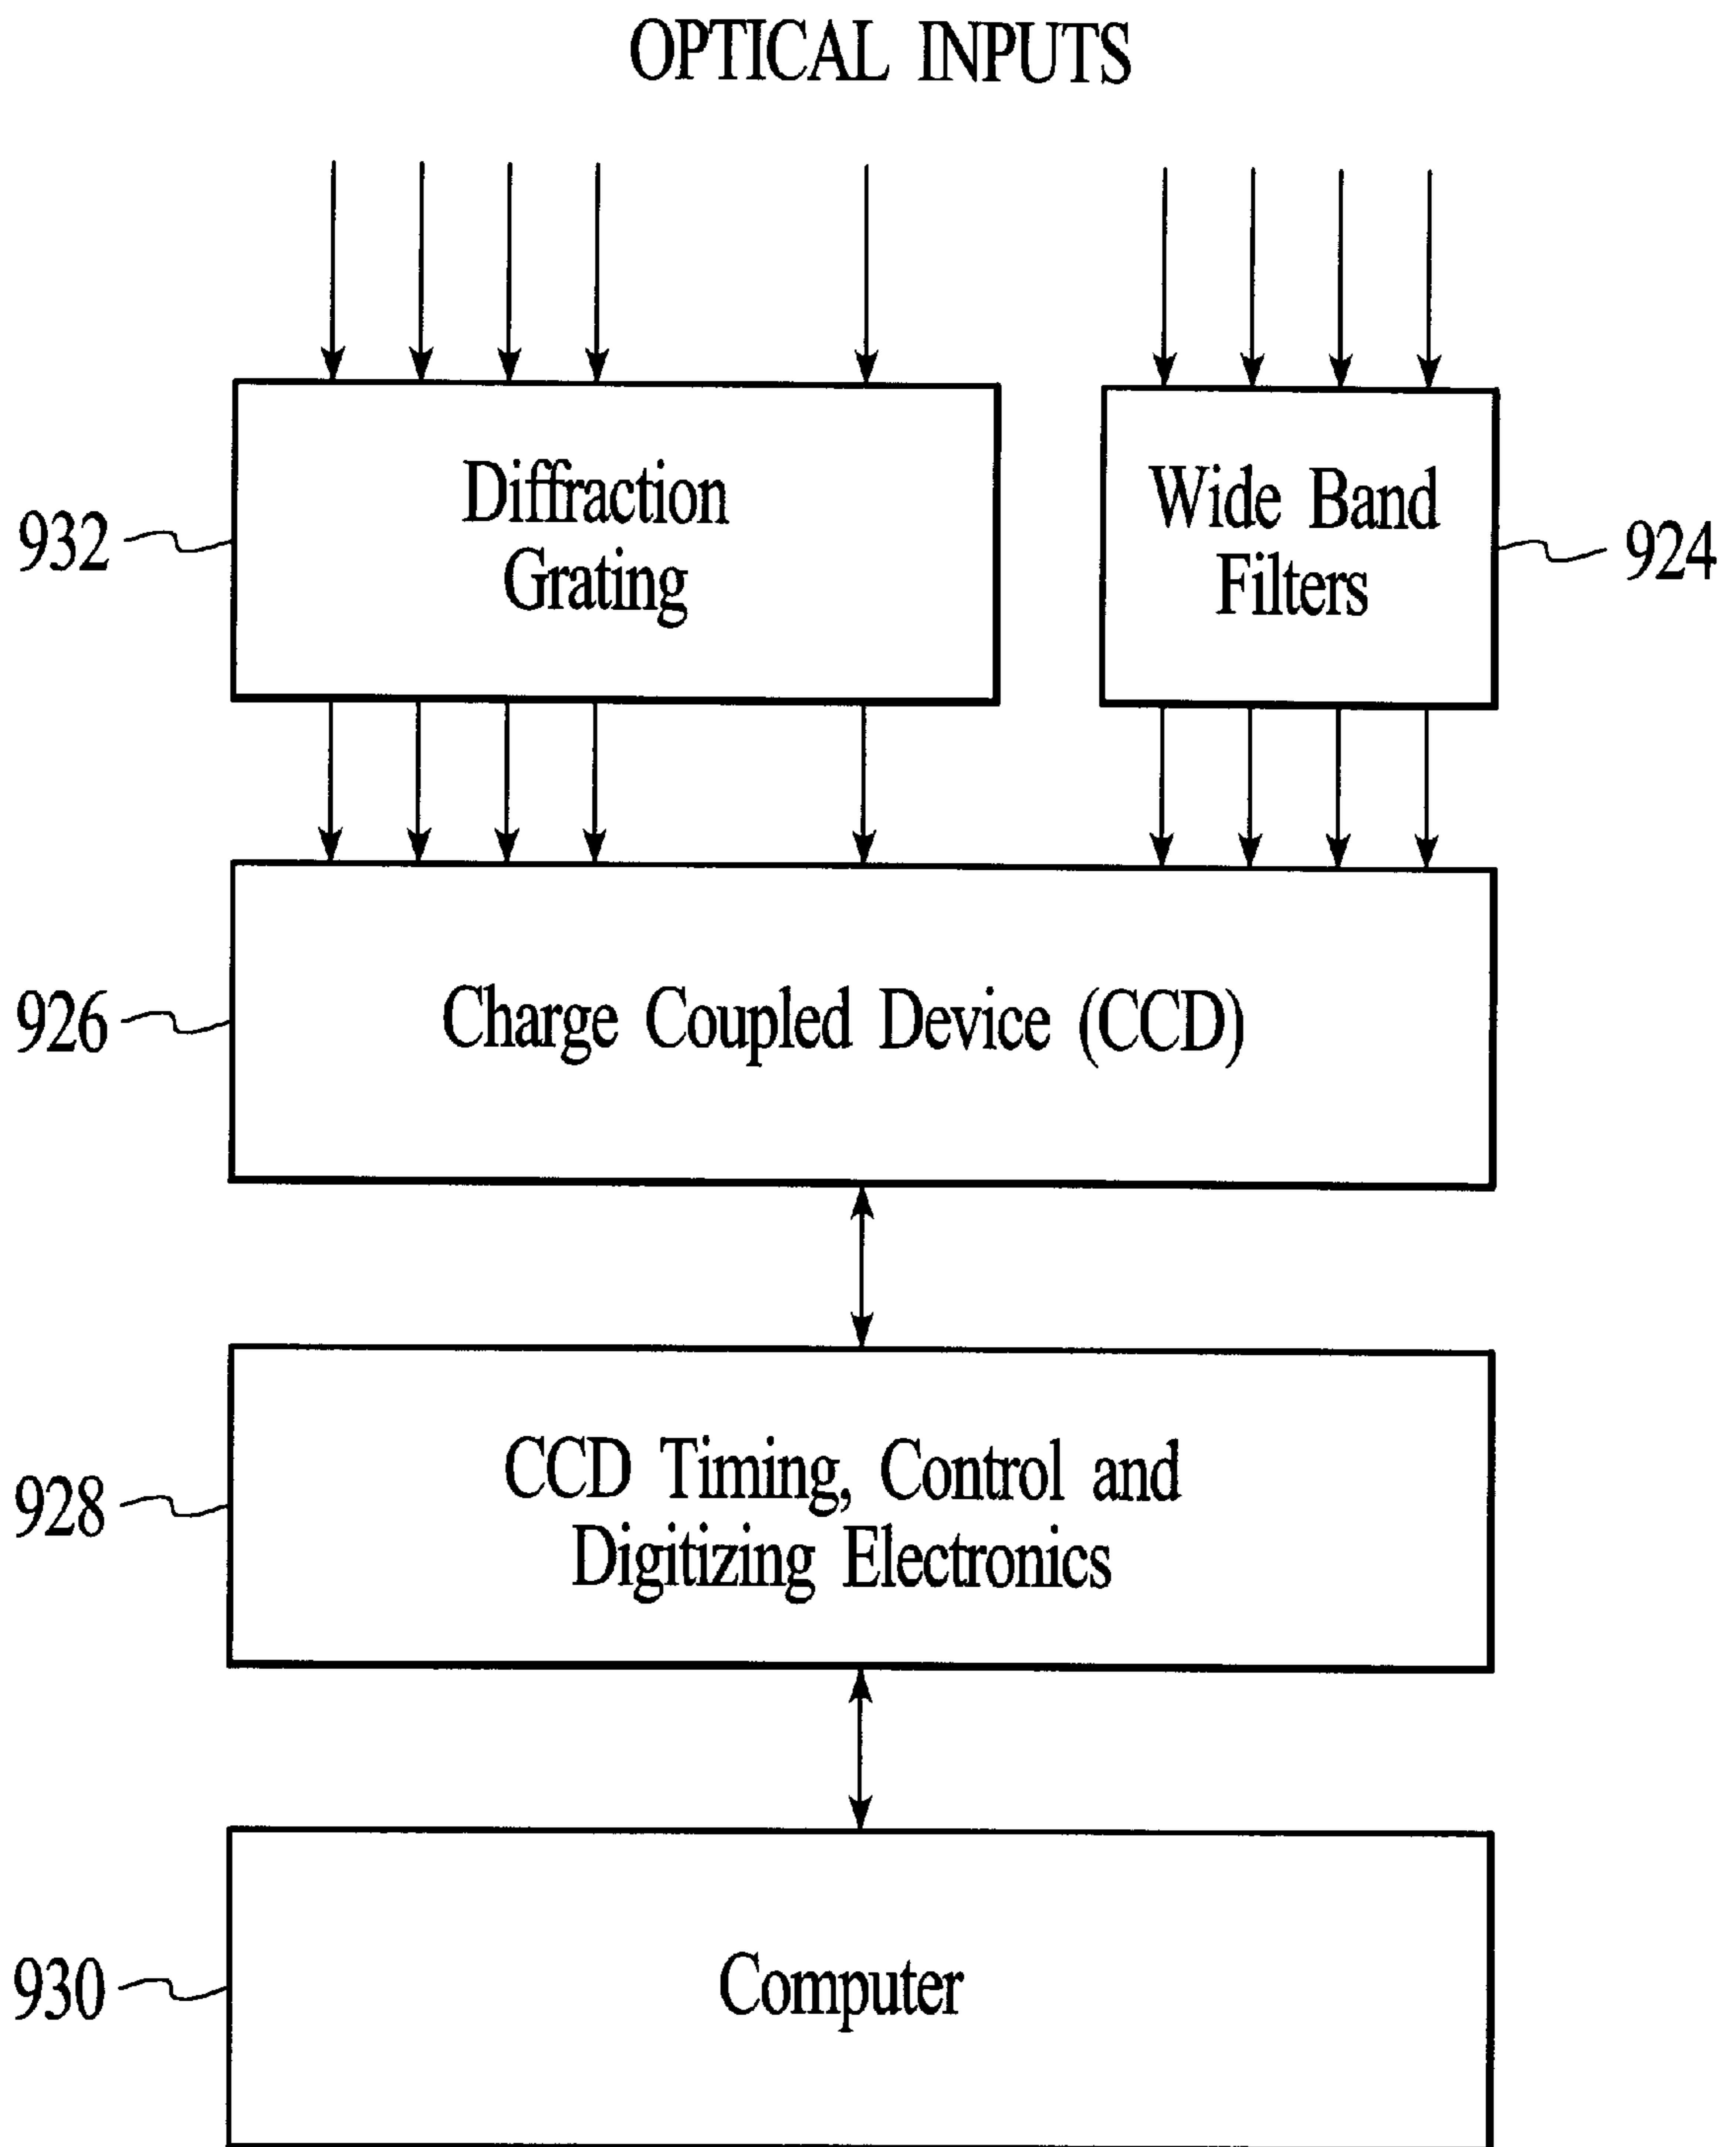 OPTICAL INPUTS
Diffraction
Grating
932
Wide Band
Filters
924
926
Charge Coupled Device (CCD)
928
CCD Timing, Control and
Digitizing Electronics
930
Computer